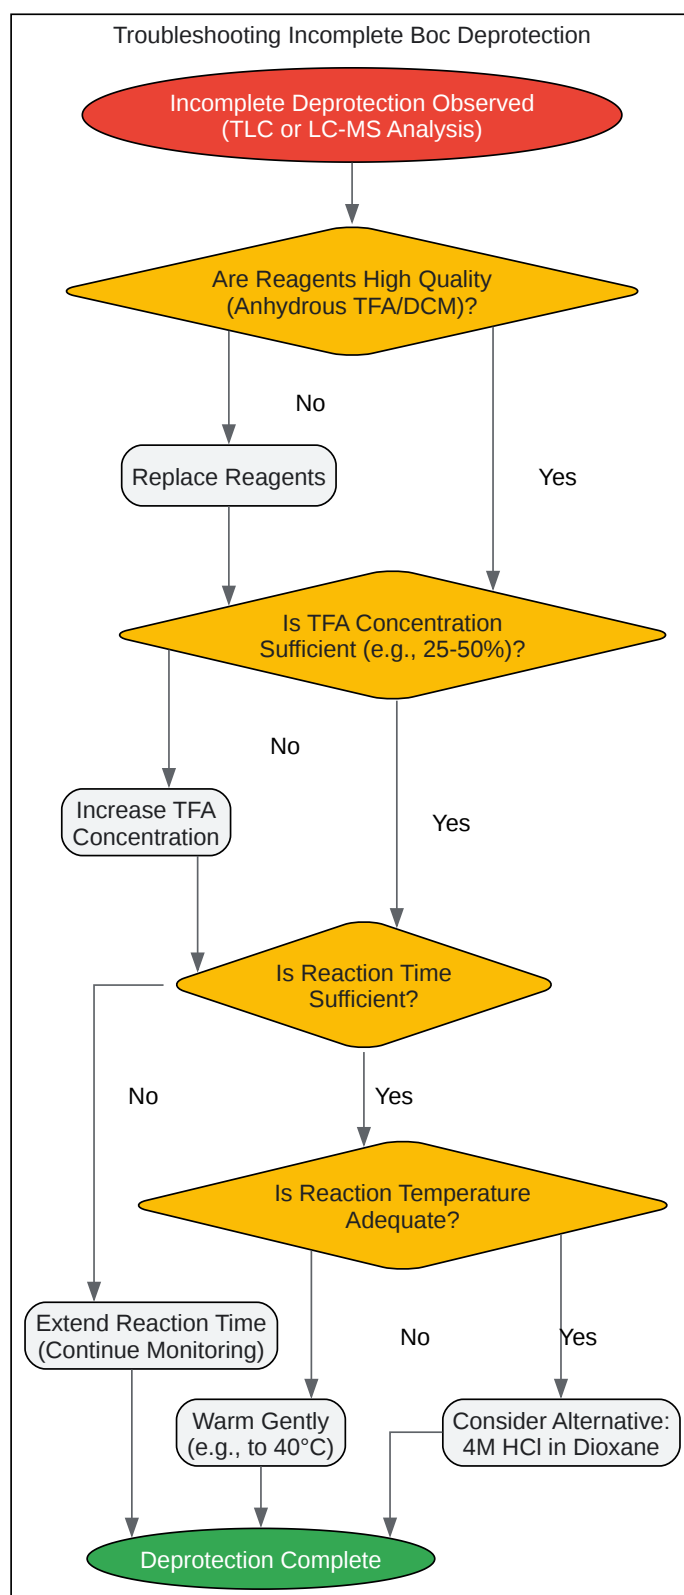 Troubleshooting Incomplete Boc Deprotection
Incomplete Deprotection Observed
(TLC or LC-MS Analysis)
Are Reagents High Quality
(Anhydrous TFA/DCM)?
No
Replace Reagents
Yes
Is TFA Concentration
Sufficient (e.g., 25-50%)?
No
Increase TFA
Concentration
Yes
Is Reaction Time
Sufficient?
No
Yes
Is Reaction Temperature
Adequate?
Extend Reaction Time
(Continue Monitoring)
No
Yes
Warm Gently
(e.g., to 40°C)
Consider Alternative:
4M HCl in Dioxane
Deprotection Complete